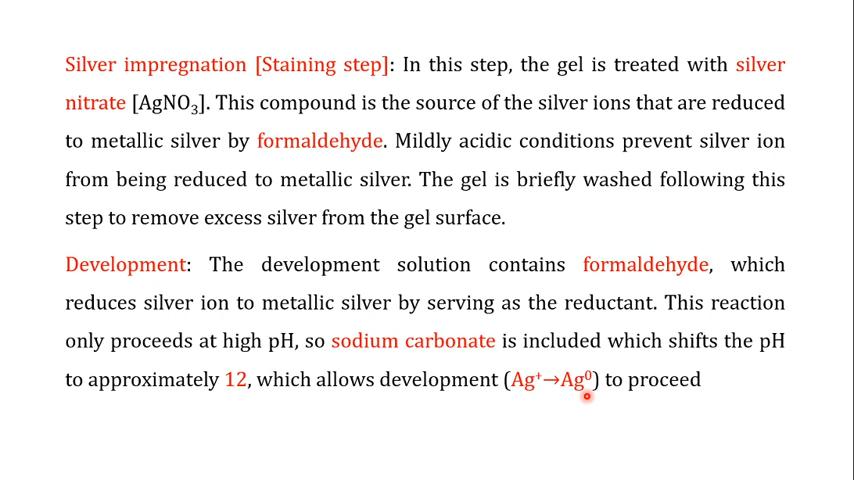 Silver impregnation [Staining step]: In this step, the gel is treated with silver
nitrate [AgNO₃]. This compound is the source of the silver ions that are reduced
to metallic silver by formaldehyde. Mildly acidic conditions prevent silver ion
from being reduced to metallic silver. The gel is briefly washed following this
step to remove excess silver from the gel surface.
Development: The development solution contains formaldehyde, which
reduces silver ion to metallic silver by serving as the reductant. This reaction
only proceeds at high pH, so sodium carbonate is included which shifts the pH
to approximately 12, which allows development (Ag⁺→Ag⁰) to proceed